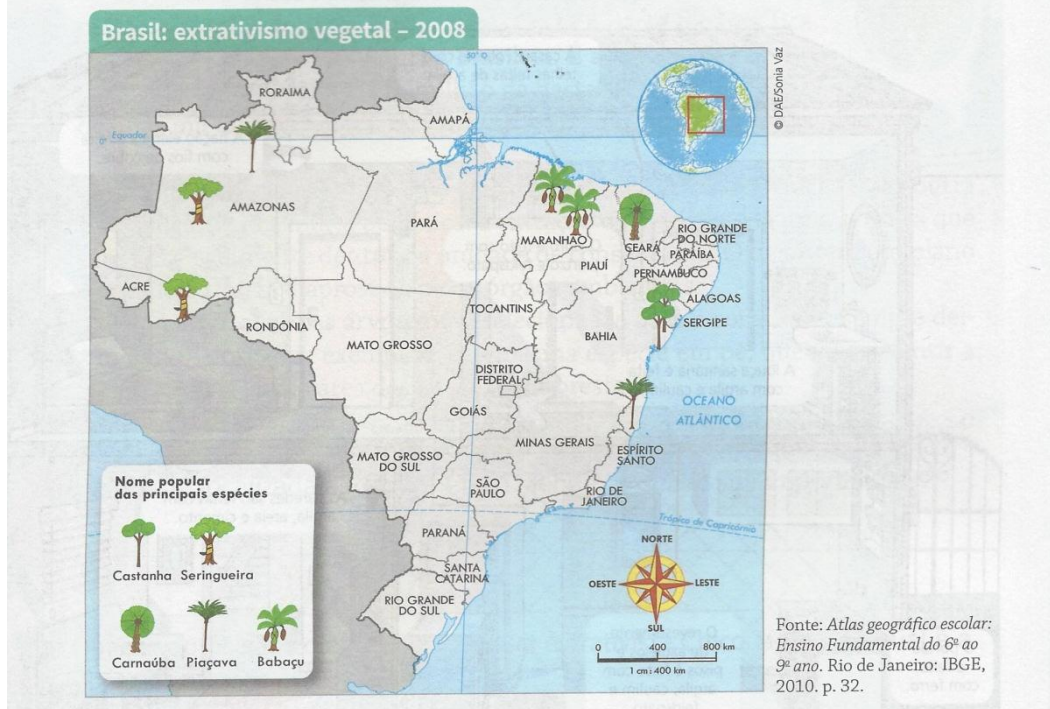 Brasil: extrativismo vegetal – 2008
© DAE/Sonia Vaz
50° O
RORAIMA
AMAPÁ
0° Equador
AMAZONAS
PARÁ
MARANHÃO
CEARÁ
RIO GRANDE
DO NORTE
PARAÍBA
PIAUÍ
PERNAMBUCO
ACRE
ALAGOAS
TOCANTINS
SERGIPE
RONDÔNIA
BAHIA
MATO GROSSO
DISTRITO
FEDERAL
OCEANO
ATLÂNTICO
GOIÁS
MINAS GERAIS
ESPÍRITO
SANTO
MATO GROSSO
DO SUL
SÃO
PAULO
RIO DE
JANEIRO
Trópico de Capricórnio
PARANÁ
SANTA
CATARINA
RIO GRANDE
DO SUL
Nome popular
das principais espécies
Castanha Seringueira
Carnaúba Piaçava Babaçu
NORTE
OESTE LESTE
SUL
0 400 800 km
1 cm : 400 km
Fonte: Atlas geográfico escolar:
Ensino Fundamental do 6º ao
9º ano. Rio de Janeiro: IBGE,
2010. p. 32.